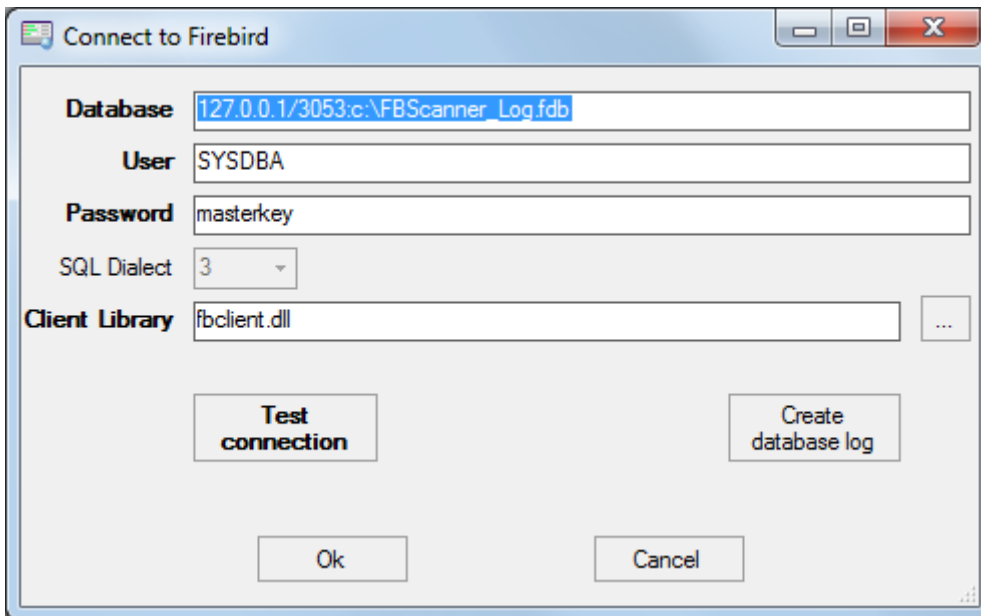 Connect to Firebird
Database 127.0.0.1/3053:c:\FBScanner_Log.fdb
User SYSDBA
Password masterkey
SQL Dialect 3
Client Library fbclient.dll ...
Test
connection
Create
database log
Ok Cancel